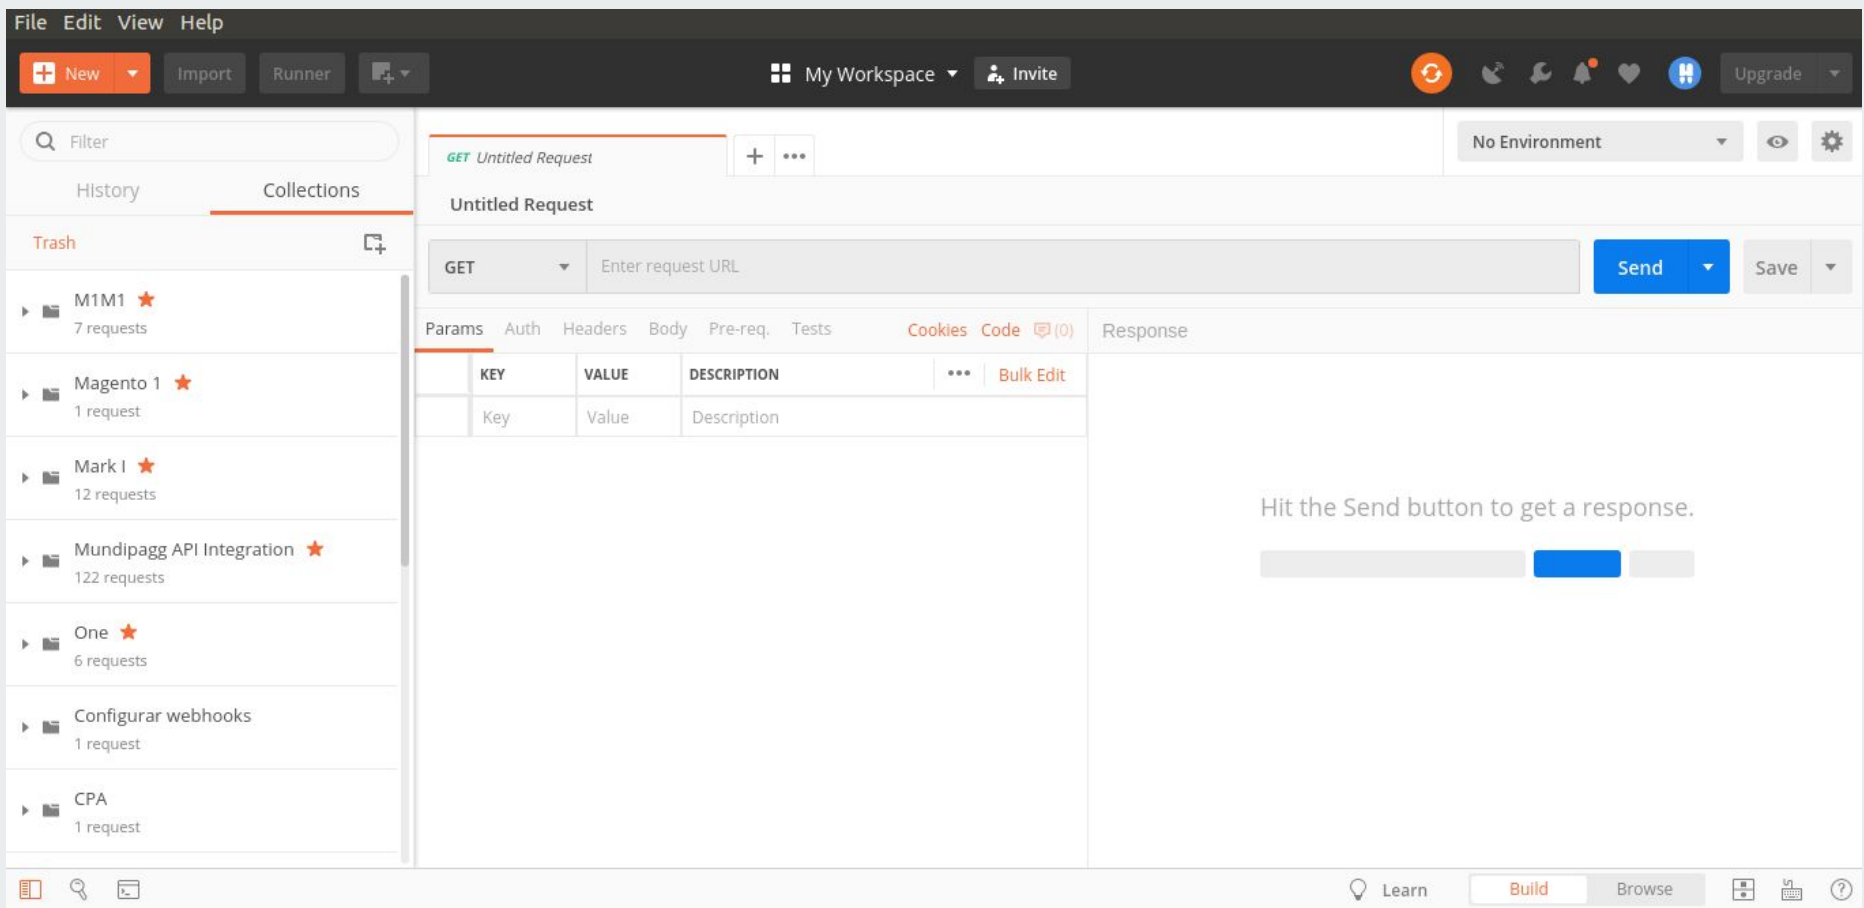 File Edit View Help
New Import Runner My Workspace Invite Upgrade
Filter
History Collections
Trash
M1M1
7 requests
Magento 1
1 request
Mark I
12 requests
Mundipagg API Integration
122 requests
One
6 requests
Configurar webhooks
1 request
CPA
1 request
GET Untitled Request
No Environment
Untitled Request
GET Enter request URL Send Save
Params Auth Headers Body Pre-req. Tests Cookies Code (0)
KEY VALUE DESCRIPTION Bulk Edit
Key Value Description
Response
Hit the Send button to get a response.
Learn Build Browse